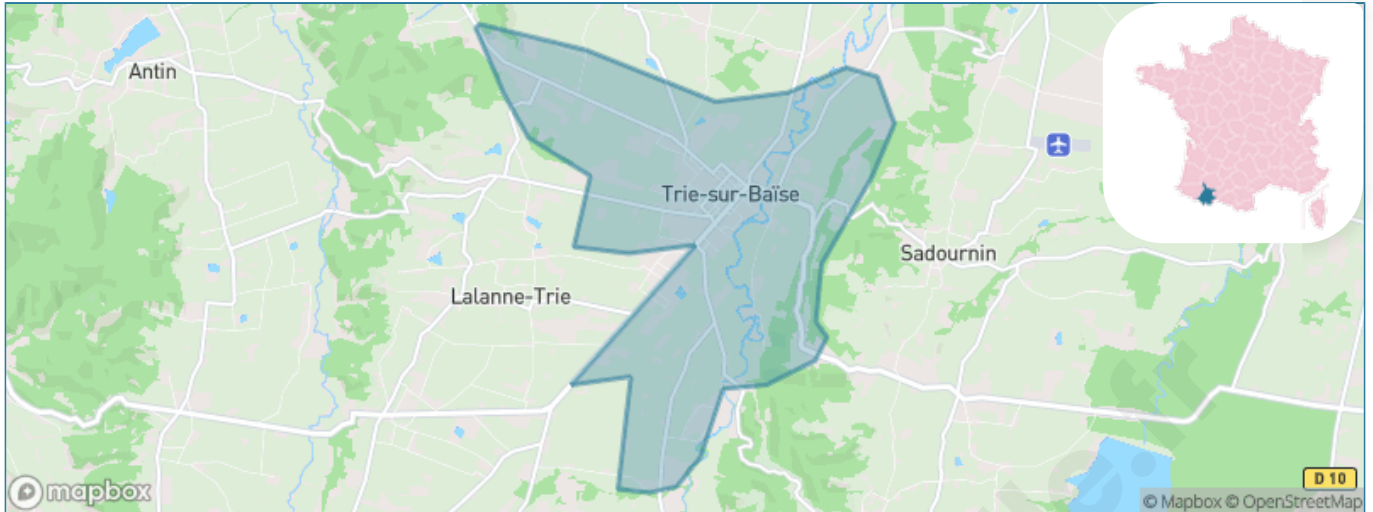 Antin
Trie-sur-Baïse
Sadournin
Lalanne-Trie
D 10
mapbox
© Mapbox © OpenStreetMap